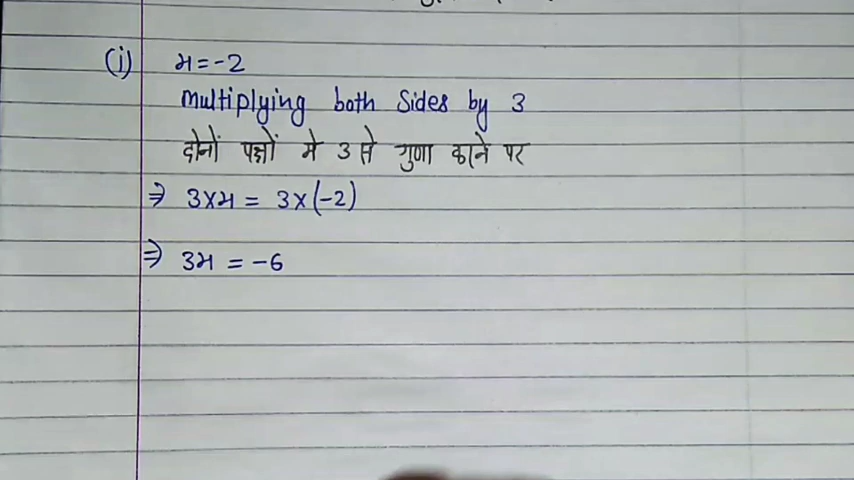 (i) x = -2
Multiplying both Sides by 3
दोनों पक्षों मे 3 से गुणा करने पर
⇒ 3×x = 3×(-2)
⇒ 3x = -6